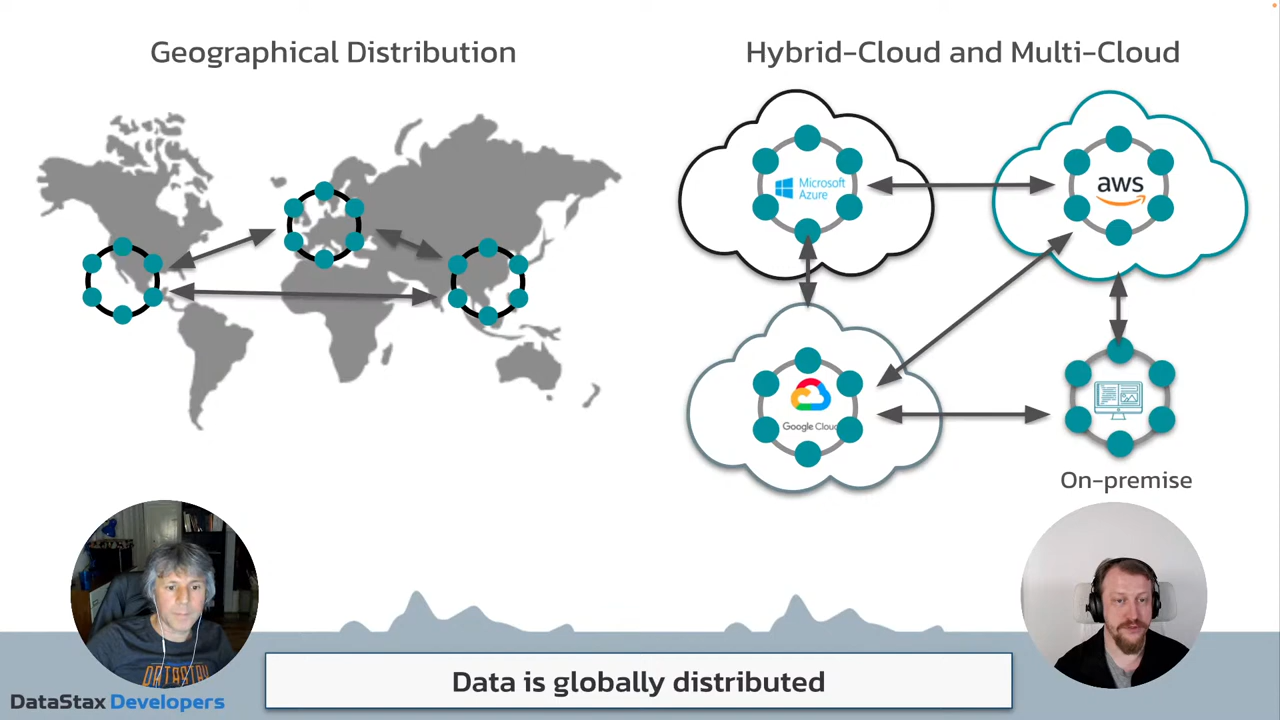 Geographical Distribution
Hybrid-Cloud and Multi-Cloud
Microsoft
Azure
aws
Google Cloud
On-premise
DATASTAX
DataStax Developers
Data is globally distributed